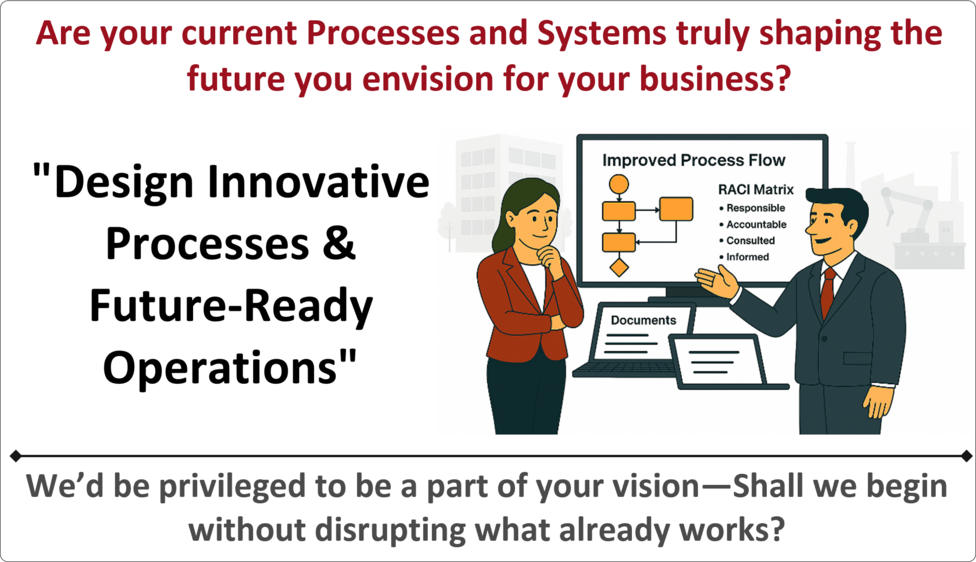 Are your current Processes and Systems truly shaping the
future you envision for your business?
"Design Innovative
Processes &
Future-Ready
Operations"
Improved Process Flow
RACI Matrix
• Responsible
• Accountable
• Consulted
• Informed
Documents
We’d be privileged to be a part of your vision—Shall we begin
without disrupting what already works?